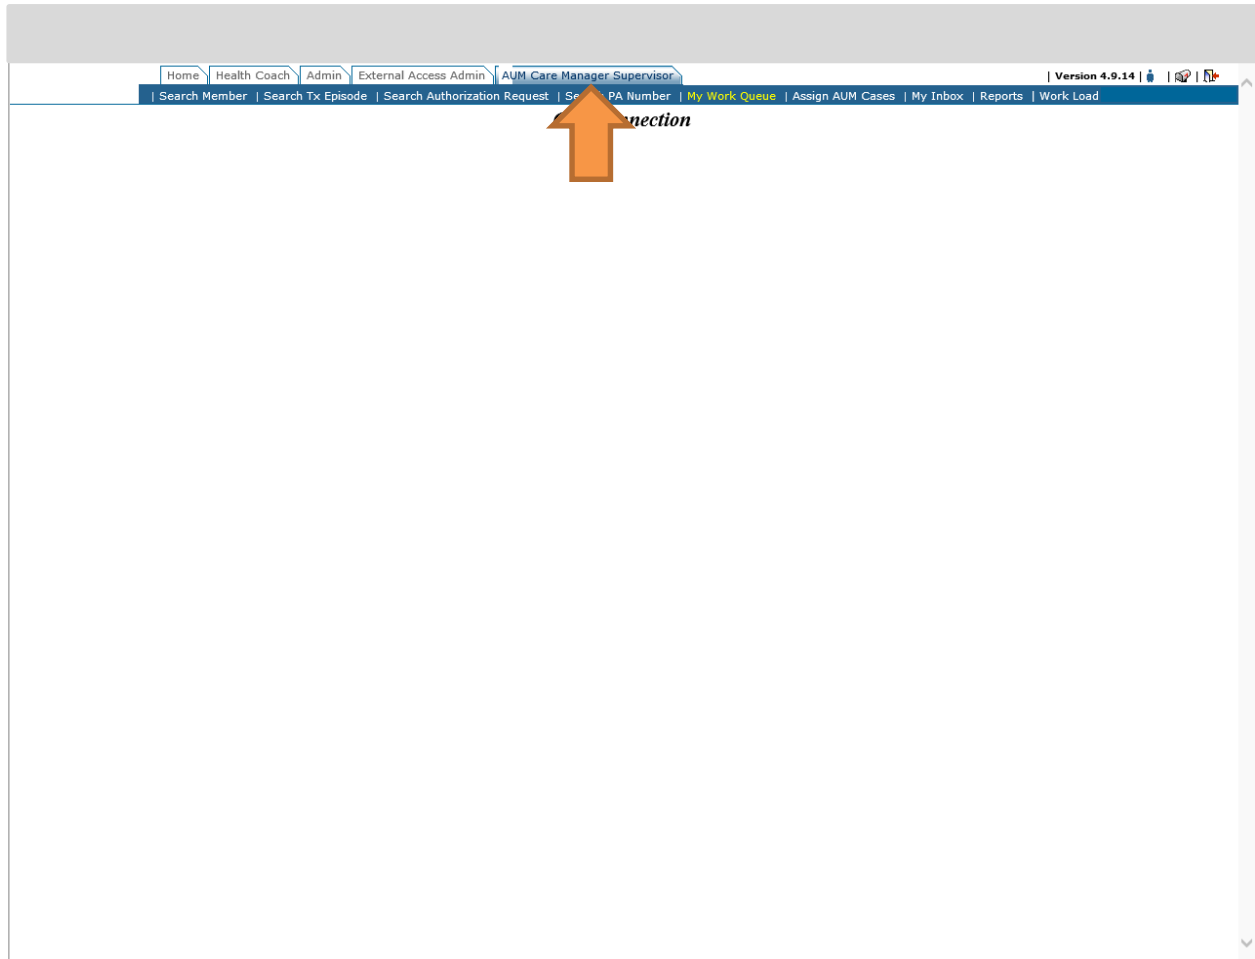 Home Health Coach Admin External Access Admin AUM Care Manager Supervisor | Version 4.9.14 | | |
| Search Member | Search Tx Episode | Search Authorization Request | PA Number | My Work Queue | Assign AUM Cases | My Inbox | Reports | Work Load